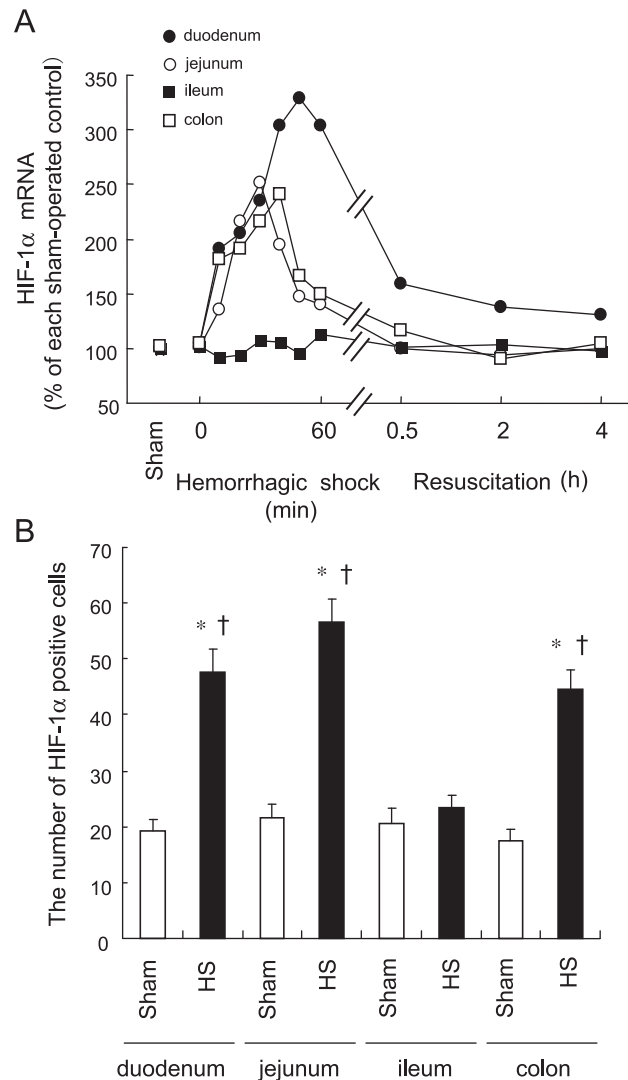 A
duodenum
jejunum
ileum
colon
HIF-1α mRNA
(% of each sham-operated control)
350
300
250
200
150
100
50
Sham
0
60
0.5
2
4
Hemorrhagic shock
(min)
Resuscitation (h)
B
The number of HIF-1α positive cells
70
60
50
40
30
20
10
0
* †
* †
* †
Sham
HS
Sham
HS
Sham
HS
Sham
HS
duodenum
jejunum
ileum
colon